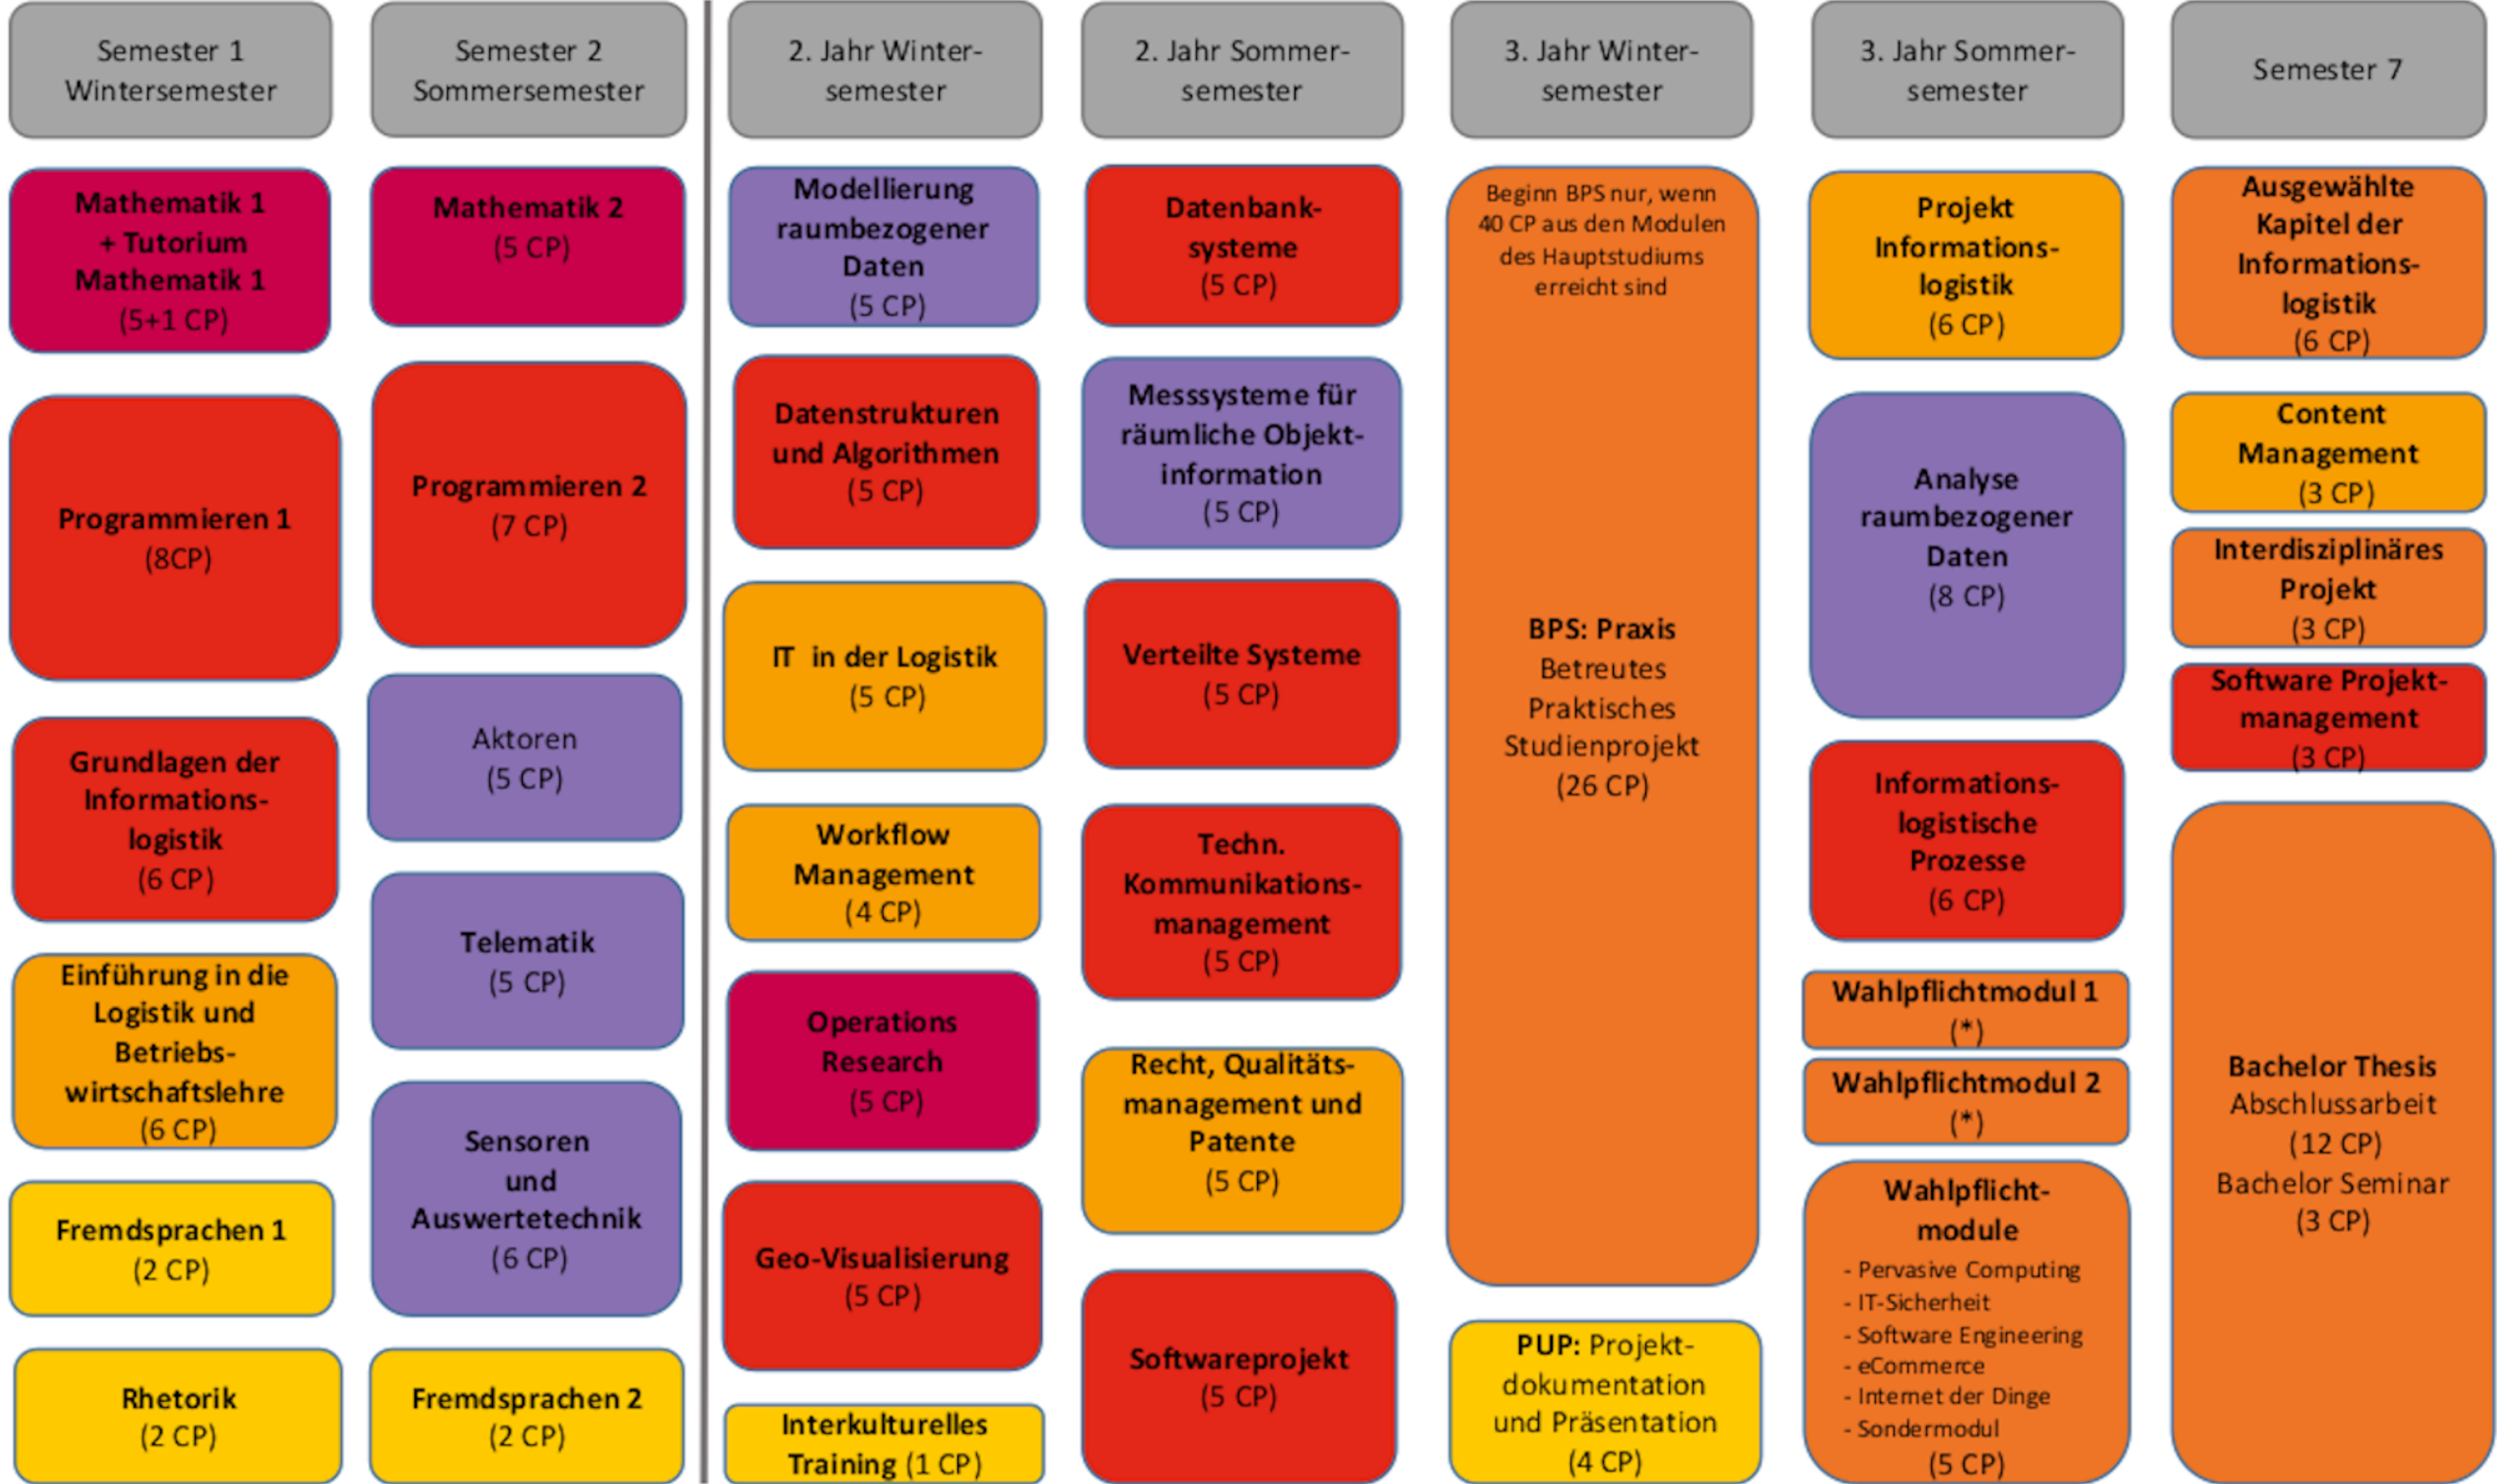 Semester 1
Wintersemester
Mathematik 1
+ Tutorium
Mathematik 1
(5+1 CP)
Programmieren 1
(8CP)
Grundlagen der
Informations-
logistik
(6 CP)
Einführung in die
Logistik und
Betriebs-
wirtschaftslehre
(6 CP)
Fremdsprachen 1
(2 CP)
Rhetorik
(2 CP)
Semester 2
Sommersemester
Mathematik 2
(5 CP)
Programmieren 2
(7 CP)
Aktoren
(5 CP)
Telematik
(5 CP)
Sensoren
und
Auswertetechnik
(6 CP)
Fremdsprachen 2
(2 CP)
2. Jahr Winter-
semester
Modellierung
raumbezogener
Daten
(5 CP)
Datenstrukturen
und Algorithmen
(5 CP)
IT in der Logistik
(5 CP)
Workflow
Management
(4 CP)
Operations
Research
(5 CP)
Geo-Visualisierung
(5 CP)
Interkulturelles
Training (1 CP)
2. Jahr Sommer-
semester
Datenbank-
systeme
(5 CP)
Messsysteme für
räumliche Objekt-
information
(5 CP)
Verteilte Systeme
(5 CP)
Techn.
Kommunikations-
management
(5 CP)
Recht, Qualitäts-
management und
Patente
(5 CP)
Softwareprojekt
(5 CP)
3. Jahr Winter-
semester
Beginn BPS nur, wenn
40 CP aus den Modulen
des Hauptstudiums
erreicht sind
BPS: Praxis
Betreutes
Praktisches
Studienprojekt
(26 CP)
PUP: Projekt-
dokumentation
und Präsentation
(4 CP)
3. Jahr Sommer-
semester
Projekt
Informations-
logistik
(6 CP)
Analyse
raumbezogener
Daten
(8 CP)
Informations-
logistische
Prozesse
(6 CP)
Wahlpflichtmodul 1
(*)
Wahlpflichtmodul 2
(*)
Wahlpflicht-
module
- Pervasive Computing
- IT-Sicherheit
- Software Engineering
- eCommerce
- Internet der Dinge
- Sondermodul
(5 CP)
Semester 7
Ausgewählte
Kapitel der
Informations-
logistik
(6 CP)
Content
Management
(3 CP)
Interdisziplinäres
Projekt
(3 CP)
Software Projekt-
management
(3 CP)
Bachelor Thesis
Abschlussarbeit
(12 CP)
Bachelor Seminar
(3 CP)